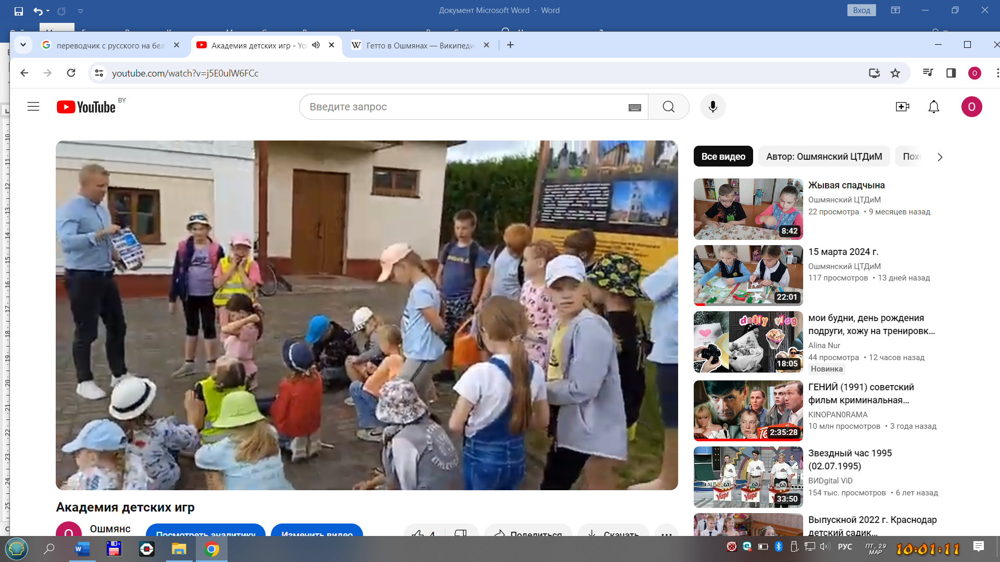 Документ Microsoft Word - Word
Вход
переводчик с русского на бел
Академия детских игр - You
Гетто в Ошмянах — Википеди
youtube.com/watch?v=j5E0ulW6FCc
YouTube
BY
Введите запрос
O
Все видео
Автор: Ошмянский ЦТДиМ
Жывая спадчына
Ошмянский ЦТДиМ
22 просмотра • 9 месяцев назад
8:42
15 марта 2024 г.
Ошмянский ЦТДиМ
117 просмотров • 13 дней назад
22:01
daily vlog
мои будни, день рождения
подруги, хожу на тренировк...
Alina Nur
44 просмотра • 12 часов назад
Новинка
18:05
ГЕНИЙ (1991) советский
фильм криминальная...
KINOPAN0RAMA
10 млн просмотров • 3 года назад
2:35:28
Звездный час 1995
(02.07.1995)
ВИDgital ViD
154 тыс. просмотров • 6 лет назад
Yupi Yupi
33:50
Выпускной 2022 г. Краснодар
детский садик...
Академия детских игр
Ошмянс
Посмотреть аналитику
Изменить видео
4
Поделиться
Скачать
РУС
ПТ, 29
МАР
10:01:11